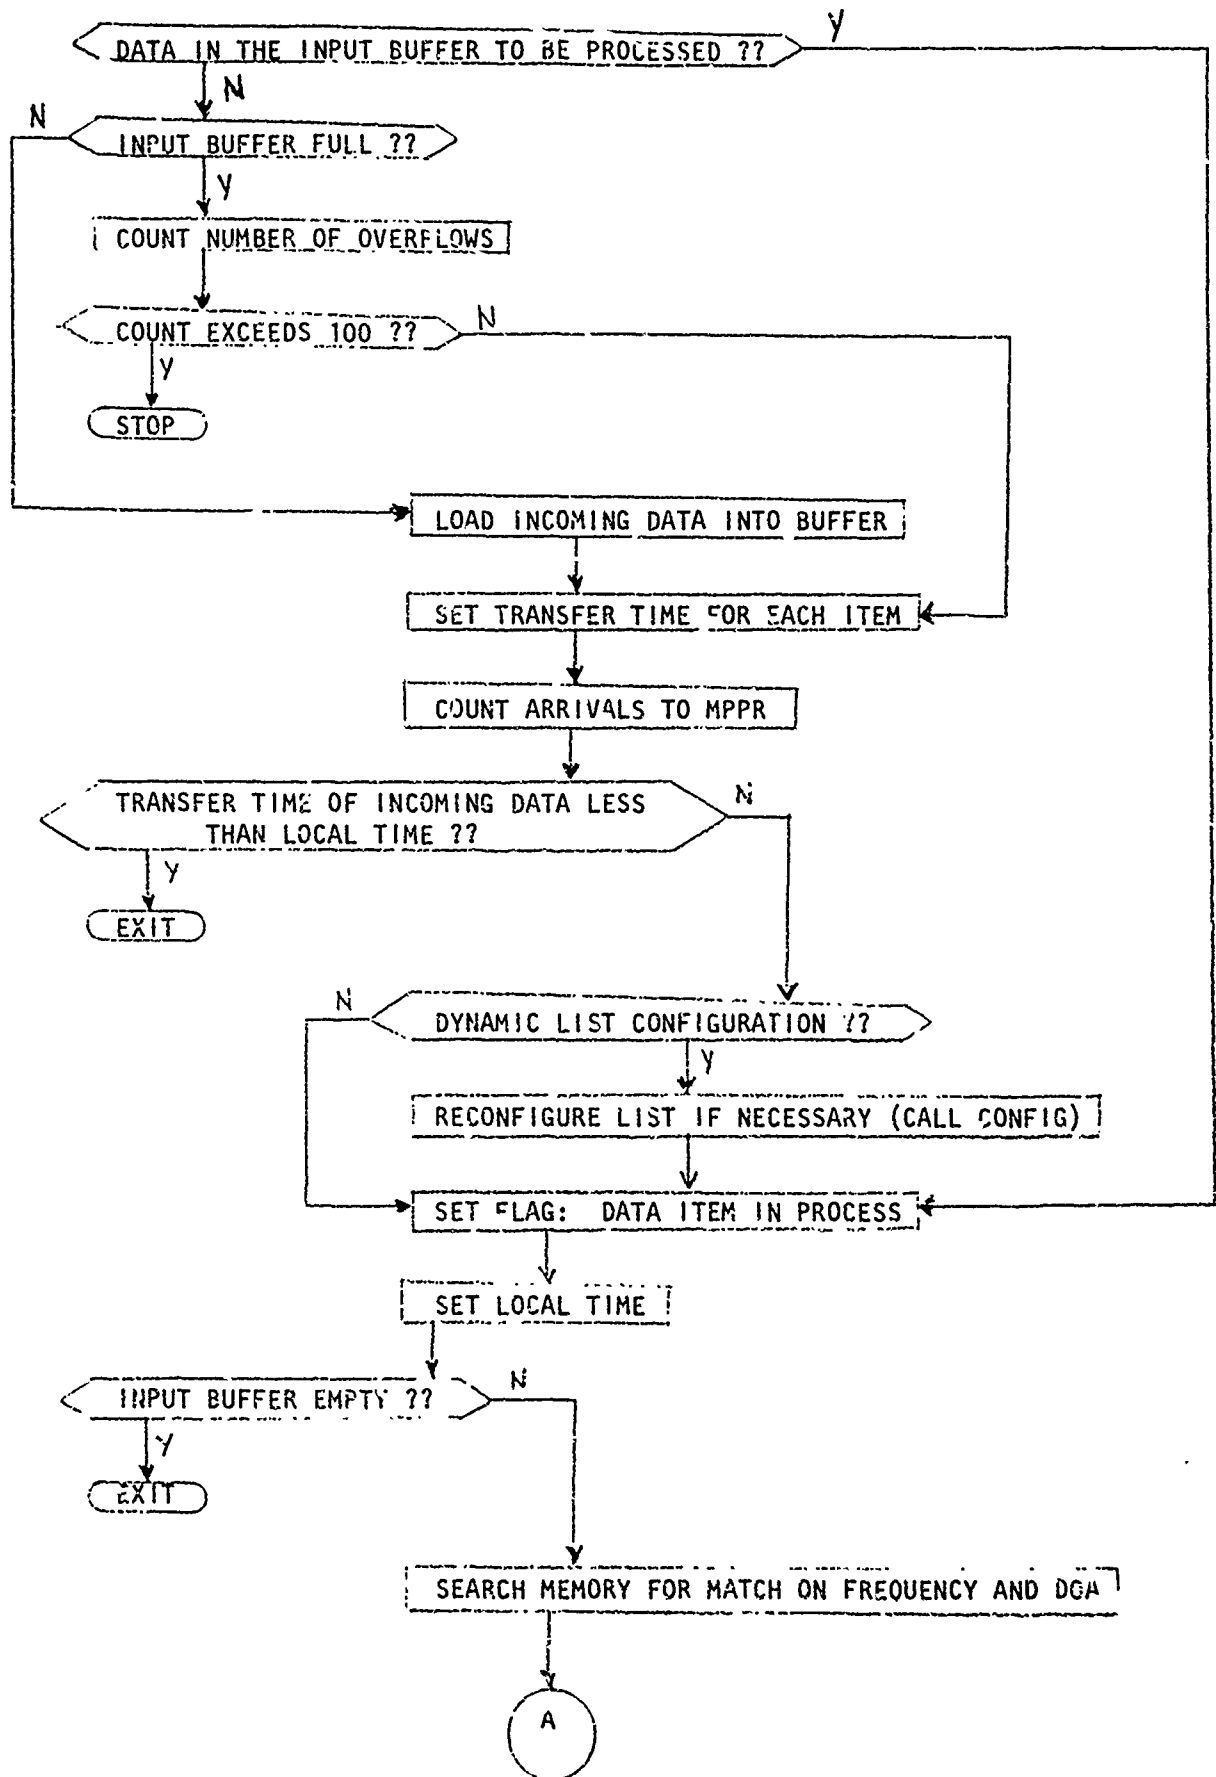 Y
DATA IN THE INPUT BUFFER TO BE PROCESSED ??
N
N
INPUT BUFFER FULL ??
Y
COUNT NUMBER OF OVERFLOWS
COUNT EXCEEDS 100 ??
N
Y
STOP
LOAD INCOMING DATA INTO BUFFER
SET TRANSFER TIME FOR EACH ITEM
COUNT ARRIVALS TO MPPR
TRANSFER TIME OF INCOMING DATA LESS
THAN LOCAL TIME ??
N
Y
EXIT
N
DYNAMIC LIST CONFIGURATION ??
Y
RECONFIGURE LIST IF NECESSARY (CALL CONFIG)
SET FLAG: DATA ITEM IN PROCESS
SET LOCAL TIME
INPUT BUFFER EMPTY ??
N
Y
EXIT
SEARCH MEMORY FOR MATCH ON FREQUENCY AND DOA
A